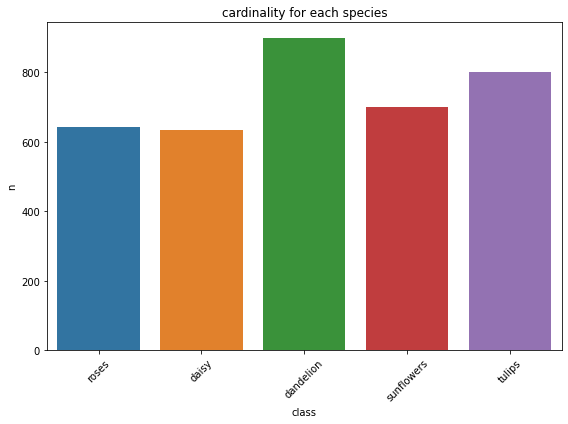 cardinality for each species
n
800
600
400
200
0
roses
daisy
dandelion
sunflowers
tulips
class